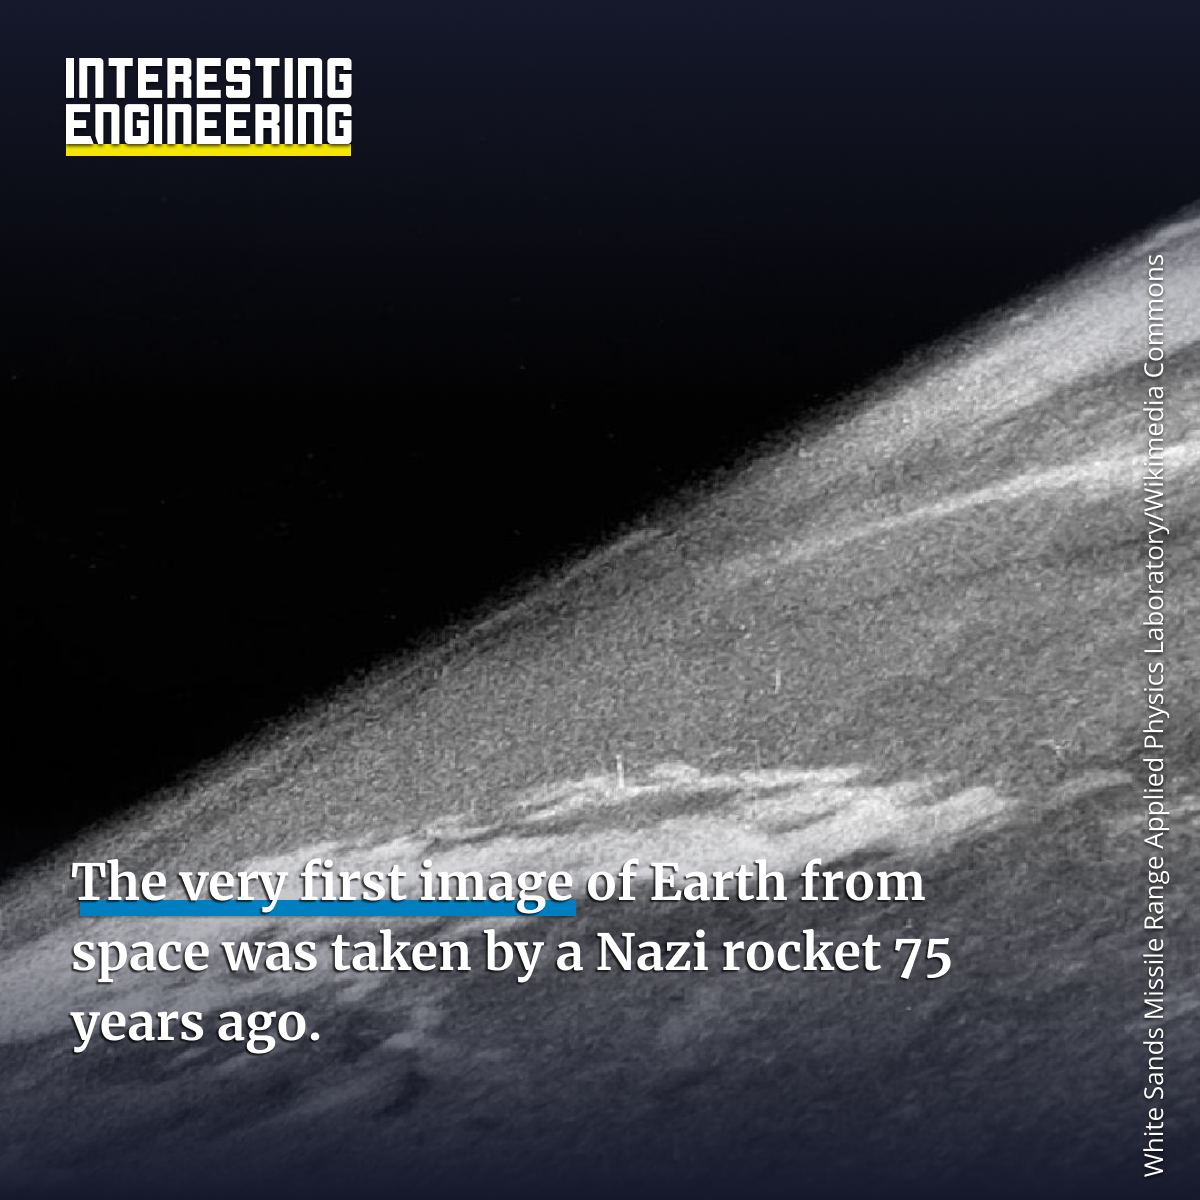 INTERESTING
ENGINEERING
The very first image of Earth from
space was taken by a Nazi rocket 75
years ago.
White Sands Missile Range Applied Physics Laboratory/Wikimedia Commons